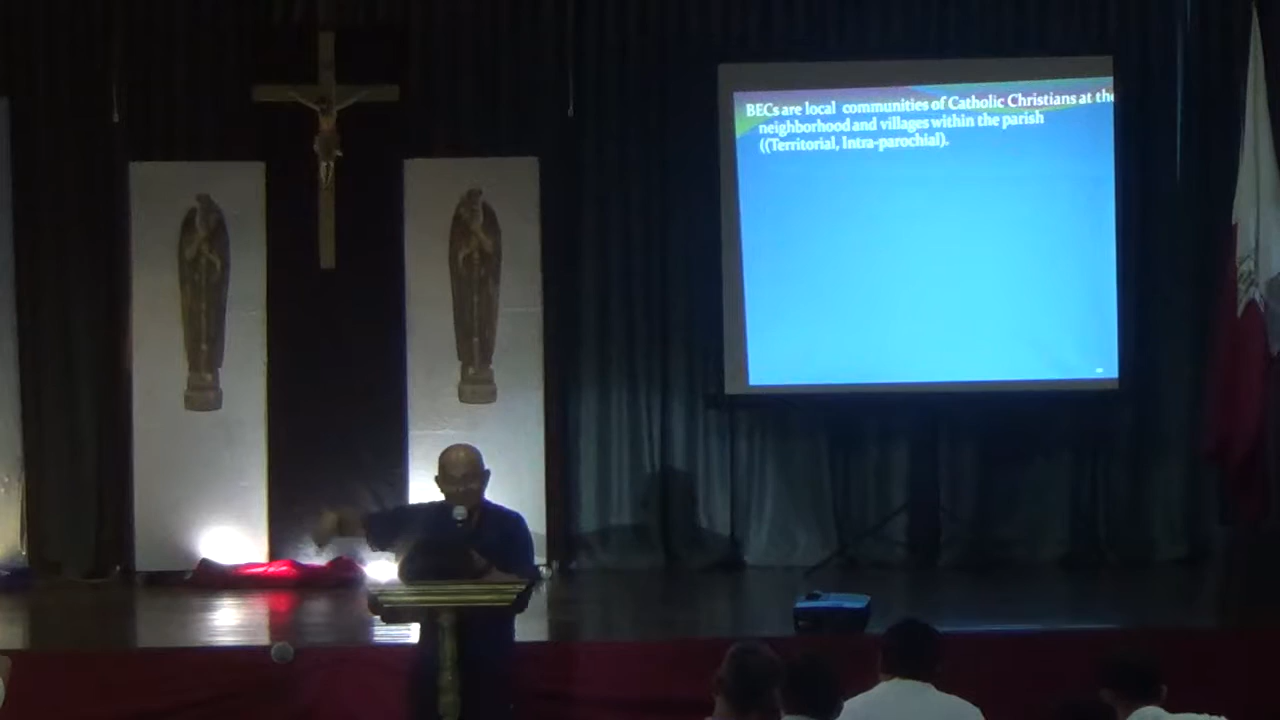 BECs are local communities of Catholic Christians at the
neighborhood and villages within the parish
((Territorial, Intra-parochial).